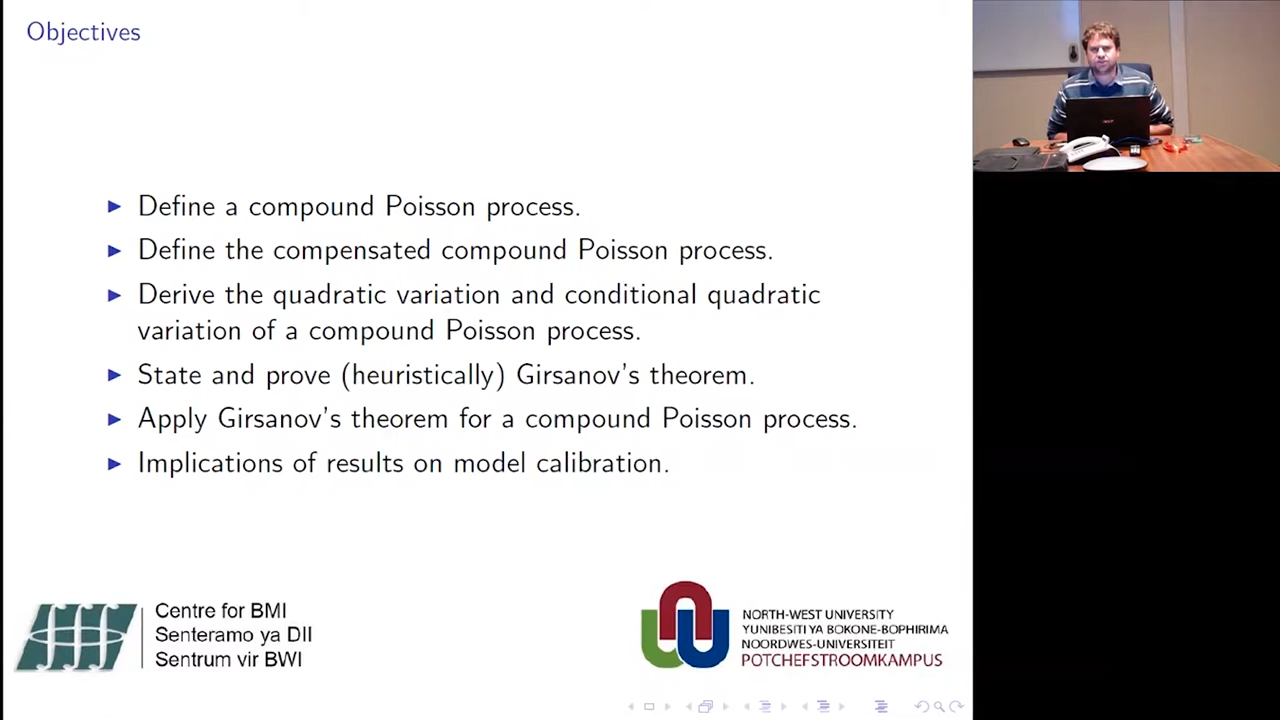 Objectives
▶ Define a compound Poisson process.
▶ Define the compensated compound Poisson process.
▶ Derive the quadratic variation and conditional quadratic
variation of a compound Poisson process.
▶ State and prove (heuristically) Girsanov's theorem.
▶ Apply Girsanov's theorem for a compound Poisson process.
▶ Implications of results on model calibration.
Centre for BMI
Senteramo ya DII
Sentrum vir BWI
NORTH-WEST UNIVERSITY
YUNIBESITI YA BOKONE-BOPHIRIMA
NOORDWES-UNIVERSITEIT
POTCHEFSTROOMKAMPUS
acer